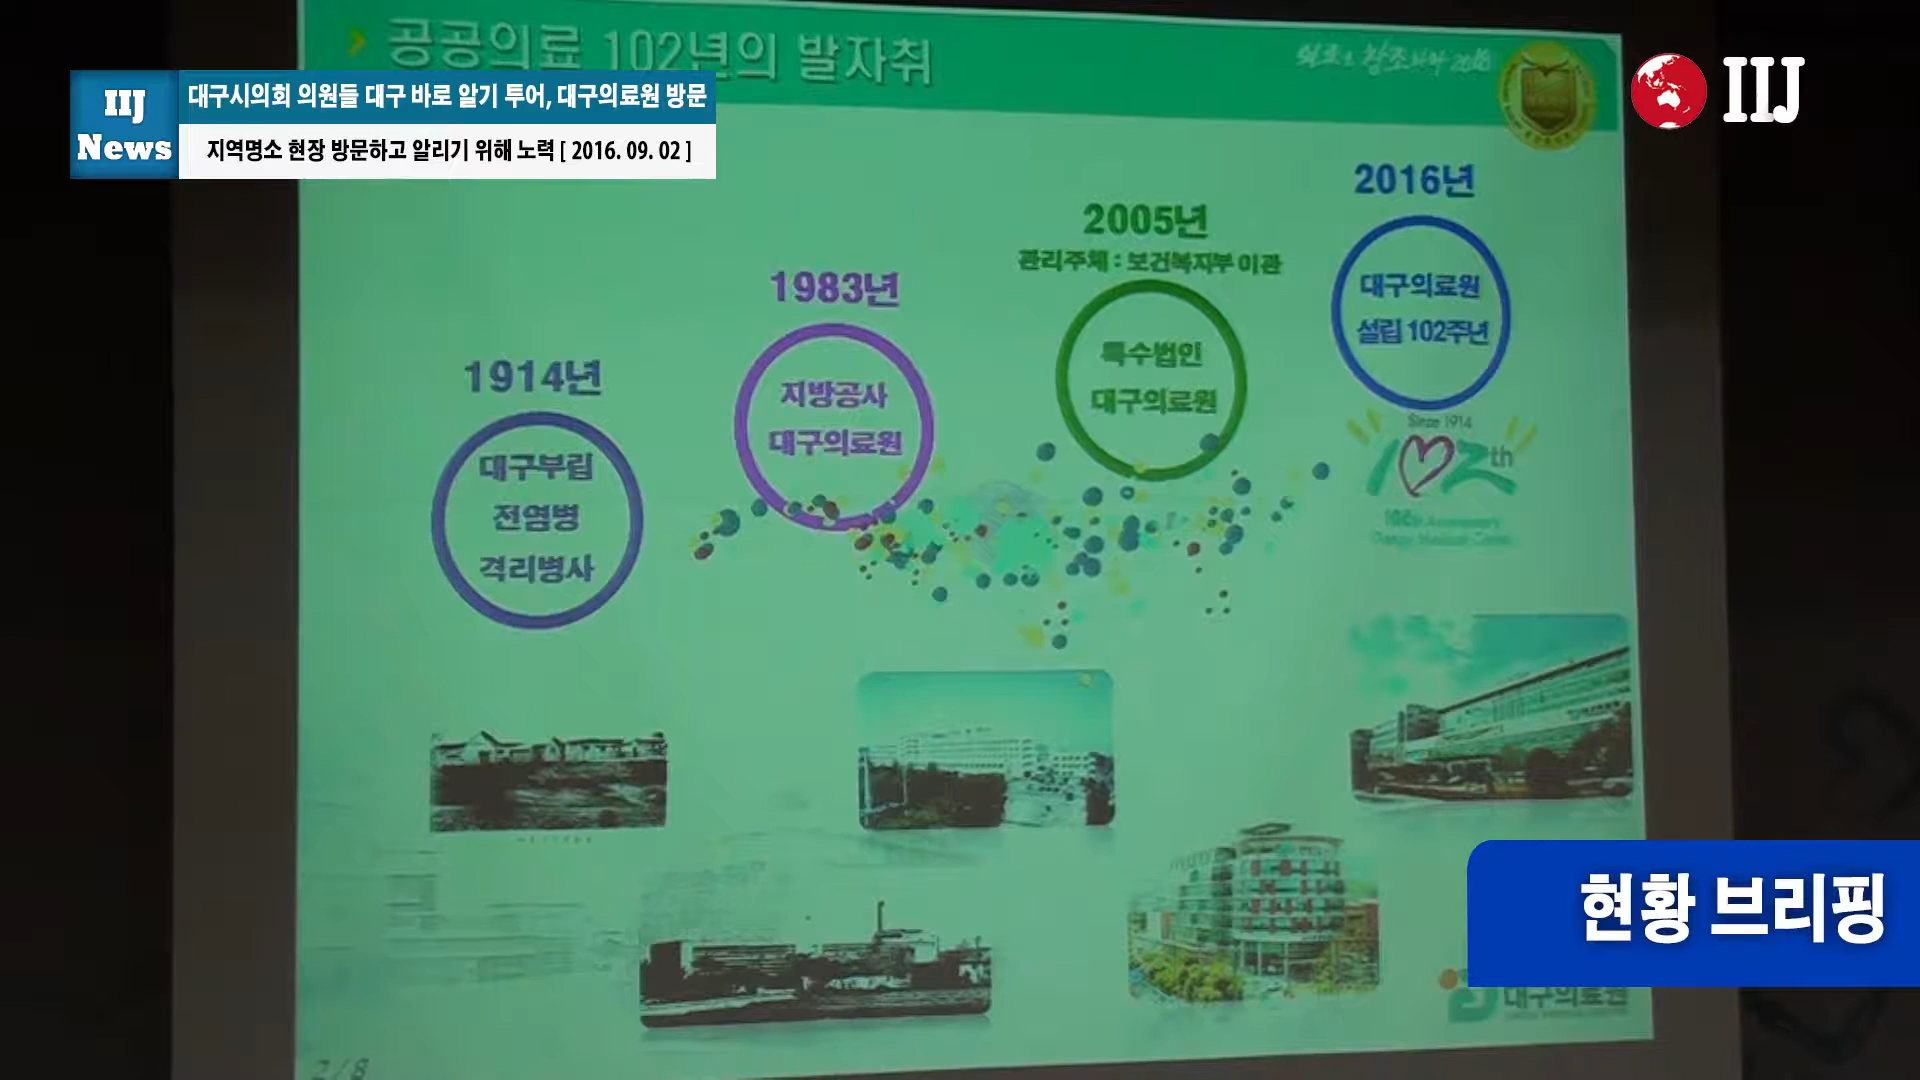 공공의료 102년의 발자취
IIJ
News
대구시의회 의원들 대구 바로 알기 투어, 대구의료원 방문
지역명소 현장 방문하고 알리기 위해 노력 [ 2016. 09. 02 ]
IIJ
1914년
대구부립
전염병
격리병사
1983년
지방공사
대구의료원
2005년
관리주체 : 보건복지부 이관
특수법인
대구의료원
2016년
대구의료원
설립 102주년
Since 1914
102th
현황 브리핑
대구의료원
2/8